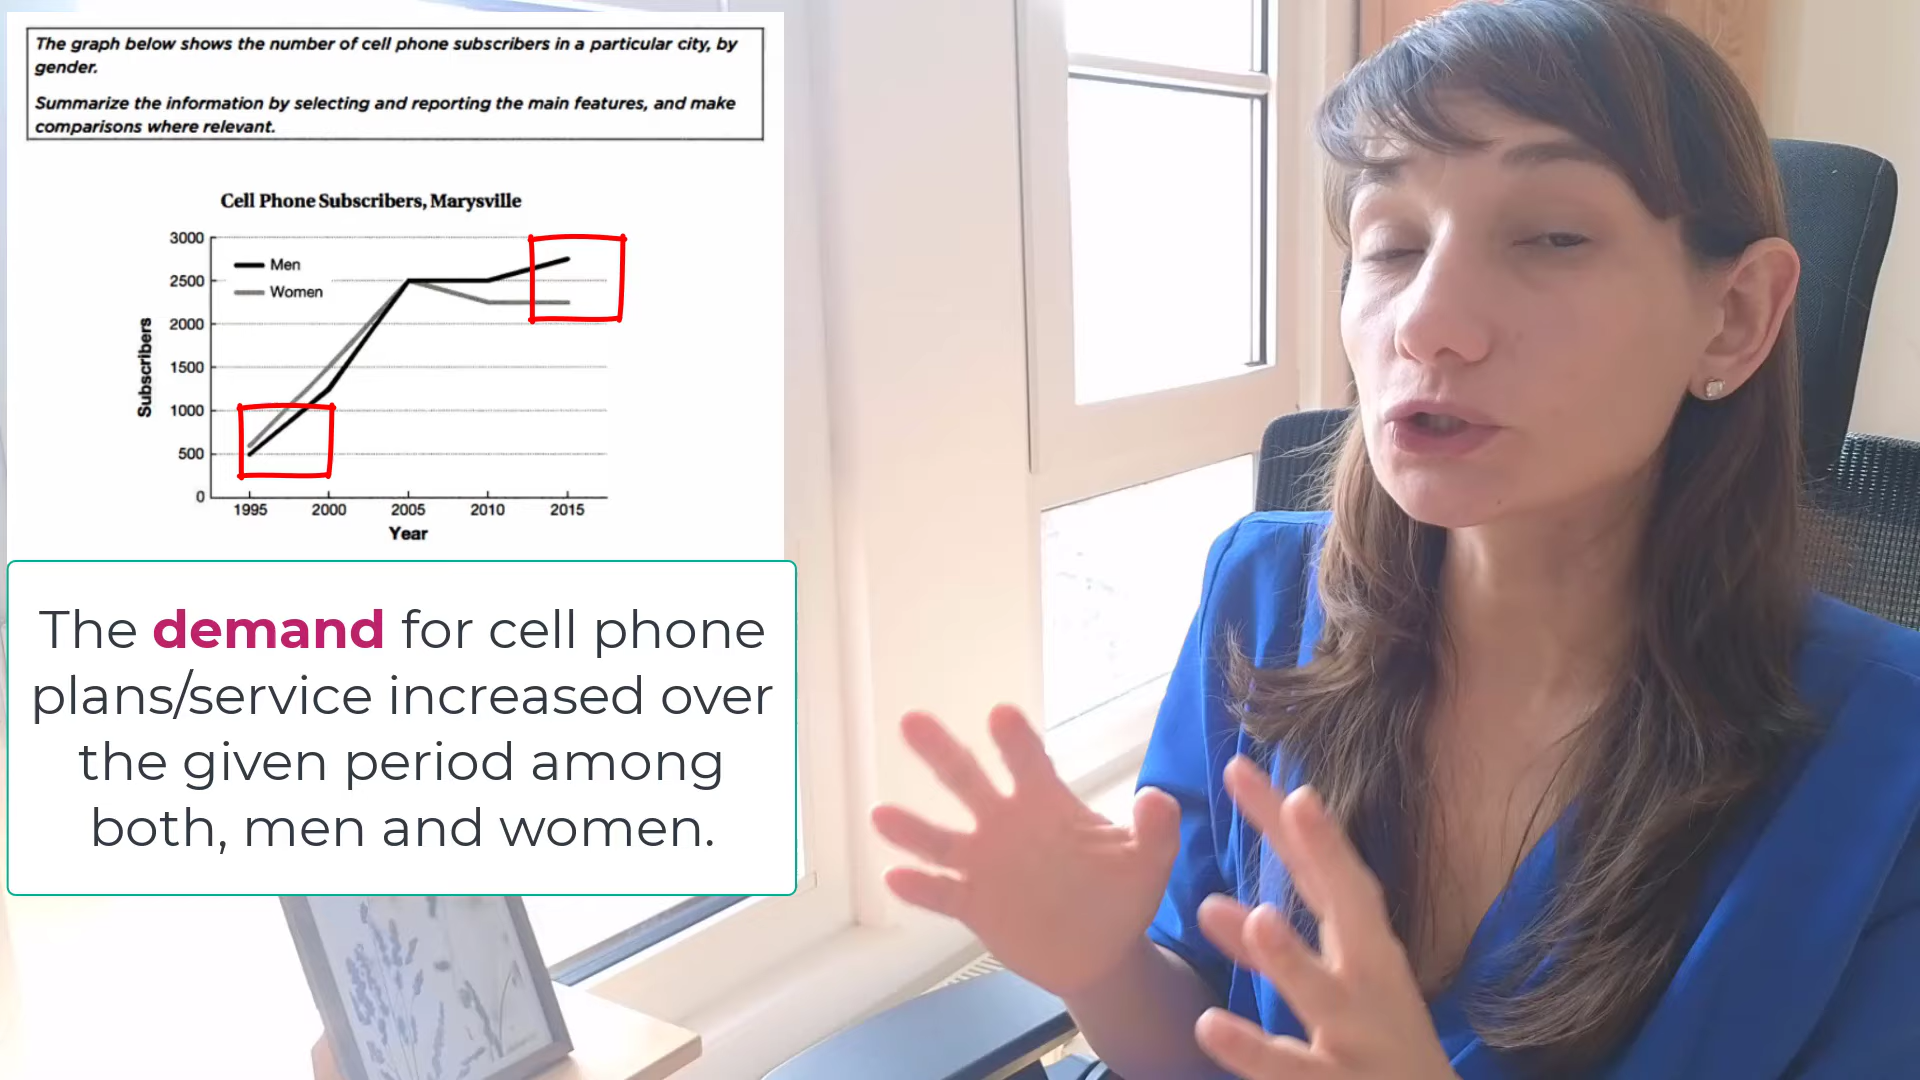 The graph below shows the number of cell phone subscribers in a particular city, by
gender.
Summarize the information by selecting and reporting the main features, and make
comparisons where relevant.
Cell Phone Subscribers, Marysville
3000
2500
2000
1500
1000
500
0
Men
Women
Subscribers
1995 2000 2005 2010 2015
Year
The demand for cell phone
plans/service increased over
the given period among
both, men and women.